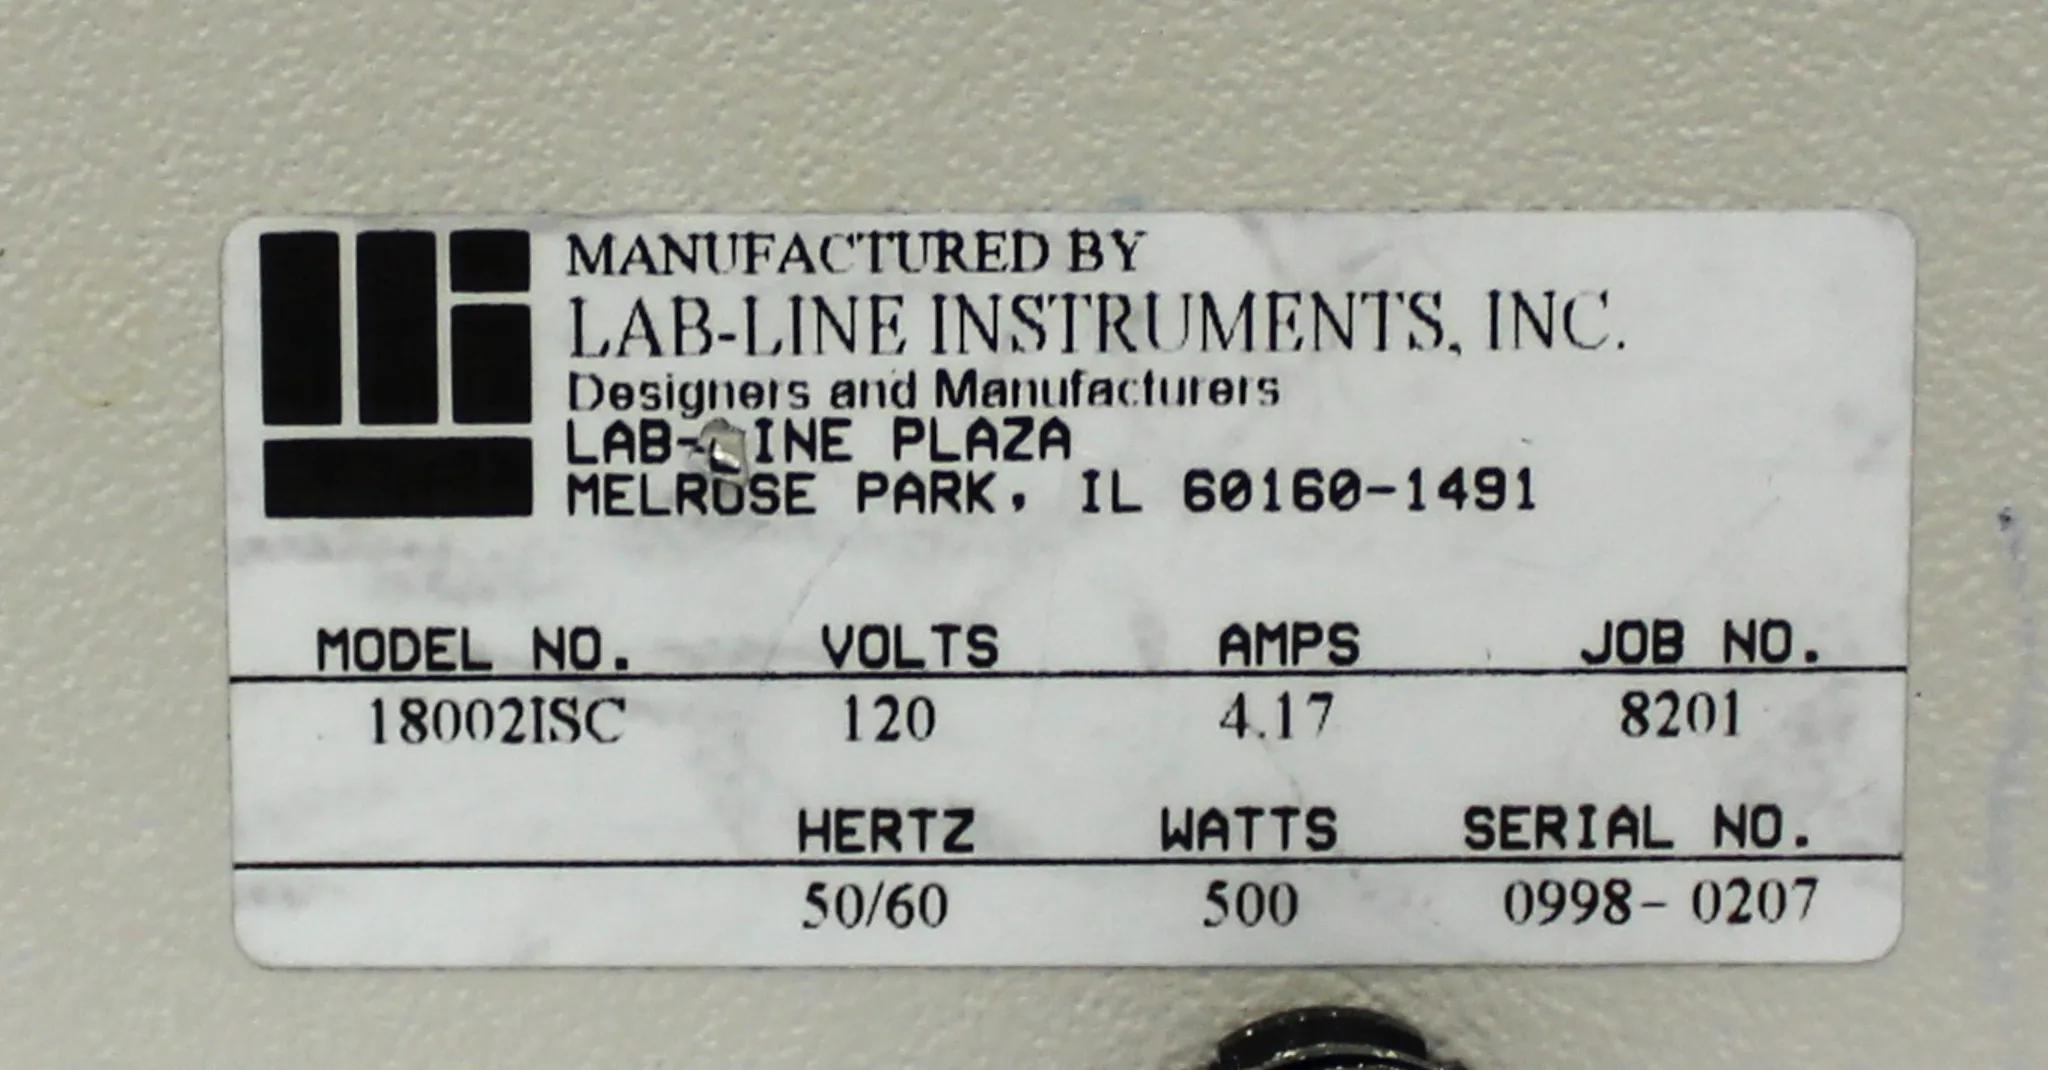 MANUFACTURED BY
LAB-LINE INSTRUMENTS, INC.
Designers and Manufacturers
LAB-LINE PLAZA
MELROSE PARK, IL 60160-1491
MODEL NO. VOLTS AMPS JOB NO.
18002ISC 120 4.17 8201
HERTZ WATTS SERIAL NO.
50/60 500 0998- 0207